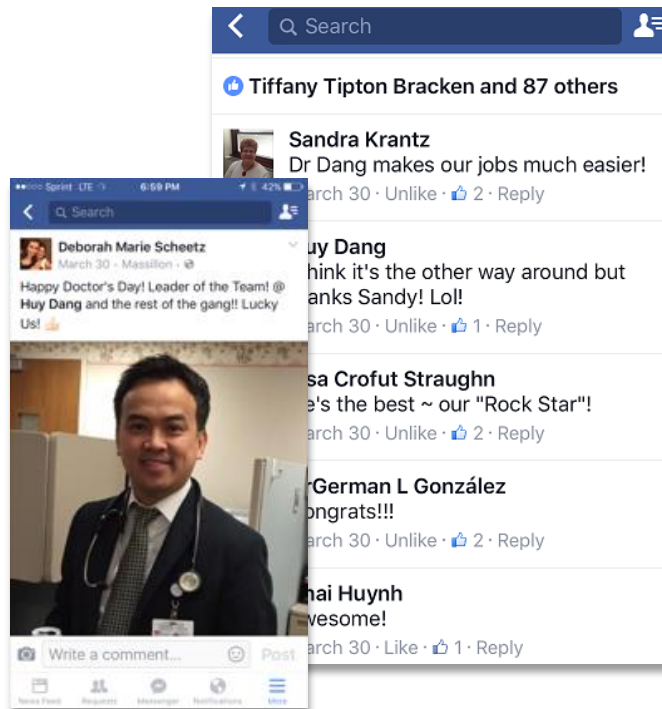 Search
Tiffany Tipton Bracken and 87 others
Sandra Krantz
Dr Dang makes our jobs much easier!
arch 30 · Unlike · 2 · Reply
uy Dang
hink it's the other way around but
anks Sandy! Lol!
arch 30 · Unlike · 1 · Reply
sa Crofut Straughn
e's the best ~ our "Rock Star"!
arch 30 · Unlike · 2 · Reply
rGerman L González
ongrats!!!
arch 30 · Unlike · 2 · Reply
hai Huynh
wesome!
arch 30 · Like · 1 · Reply
Sprint LTE 6:59 PM 42%
Search
Deborah Marie Scheetz
March 30 · Massillon ·
Happy Doctor's Day! Leader of the Team! @
Huy Dang and the rest of the gang!! Lucky
Us!
Write a comment... Post
News Feed Requests Messenger Notifications More